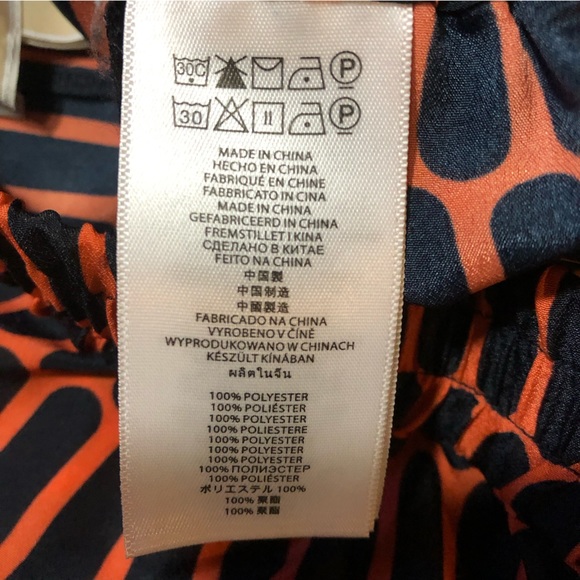 30C P
30 P
MADE IN CHINA
HECHO EN CHINA
FABRIQUÉ EN CHINE
FABBRICATO IN CINA
MADE IN CHINA
GEFABRICEERD IN CHINA
FREMSTILLET I KINA
СДЕЛАНО В КИТАЕ
FEITO NA CHINA
中国製
中国制造
中國製造
FABRICADO NA CHINA
VYROBENO V ČÍNĚ
WYPRODUKOWANO W CHINACH
KÉSZÜLT KÍNÁBAN
ผลิตในจีน
100% POLYESTER
100% POLIÉSTER
100% POLYESTER
100% POLIESTERE
100% POLYESTER
100% POLYESTER
100% POLYESTER
100% ПОЛИЭСТЕР
100% POLIÉSTER
ポリエステル 100%
100% 聚酯
100% 聚酯